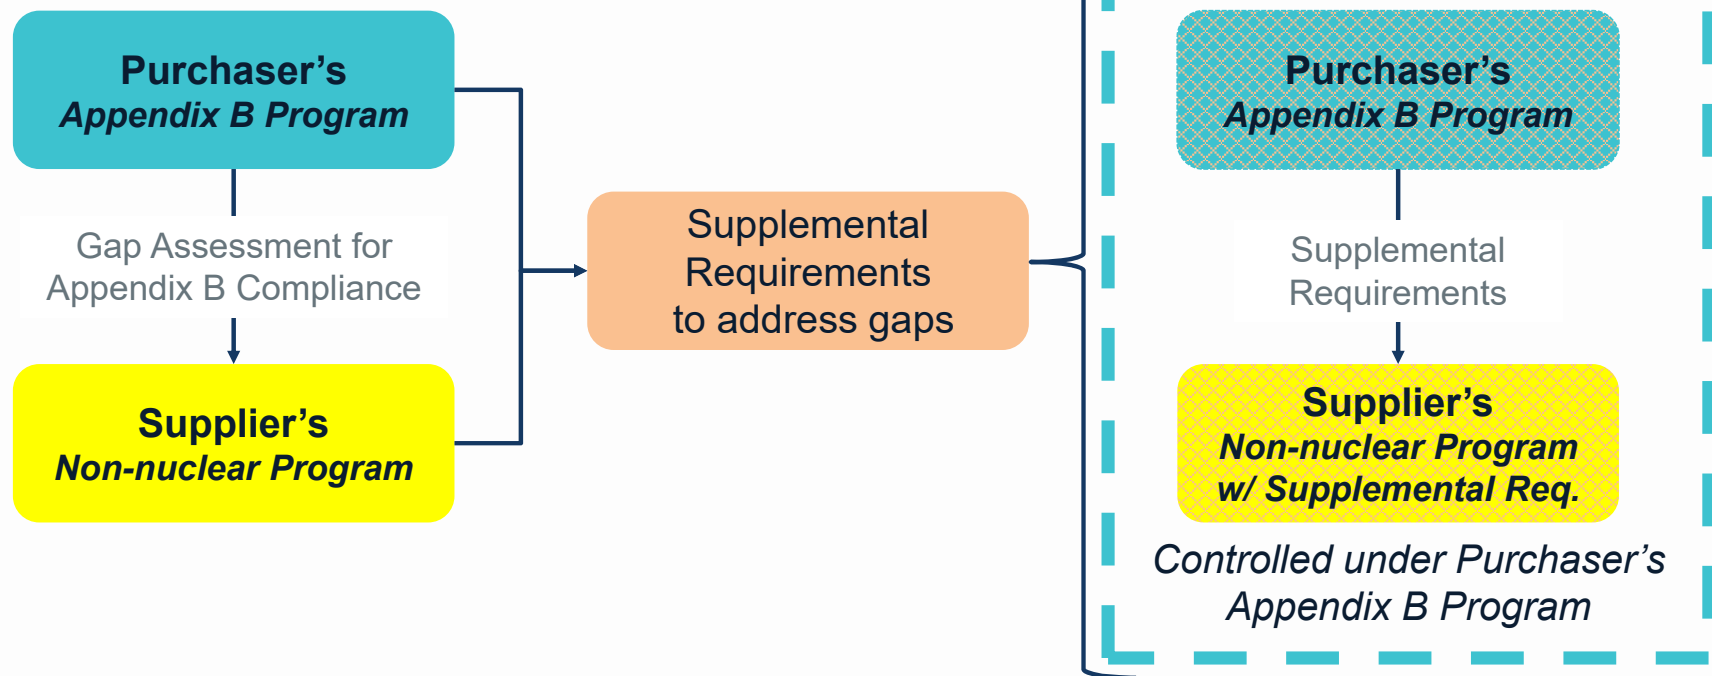 Purchaser’s
Appendix B Program
Gap Assessment for
Appendix B Compliance
Supplier’s
Non-nuclear Program
Supplemental
Requirements
to address gaps
Purchaser’s
Appendix B Program
Supplemental
Requirements
Supplier’s
Non-nuclear Program
w/ Supplemental Req.
Controlled under Purchaser’s
Appendix B Program